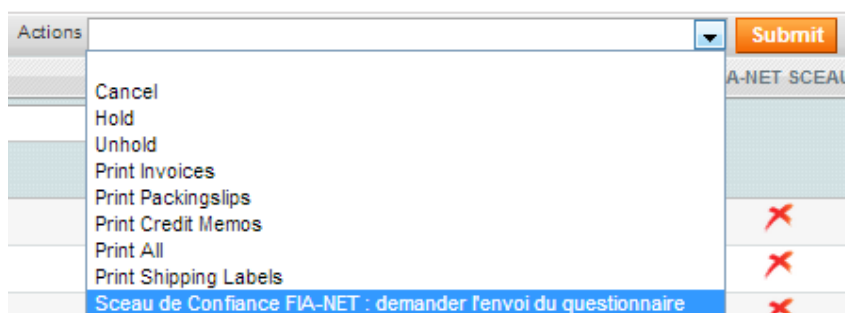 Actions
Submit
A-NET SCEAU
Cancel
Hold
Unhold
Print Invoices
Print Packingslips
Print Credit Memos
Print All
Print Shipping Labels
Sceau de Confiance FIA-NET : demander l'envoi du questionnaire